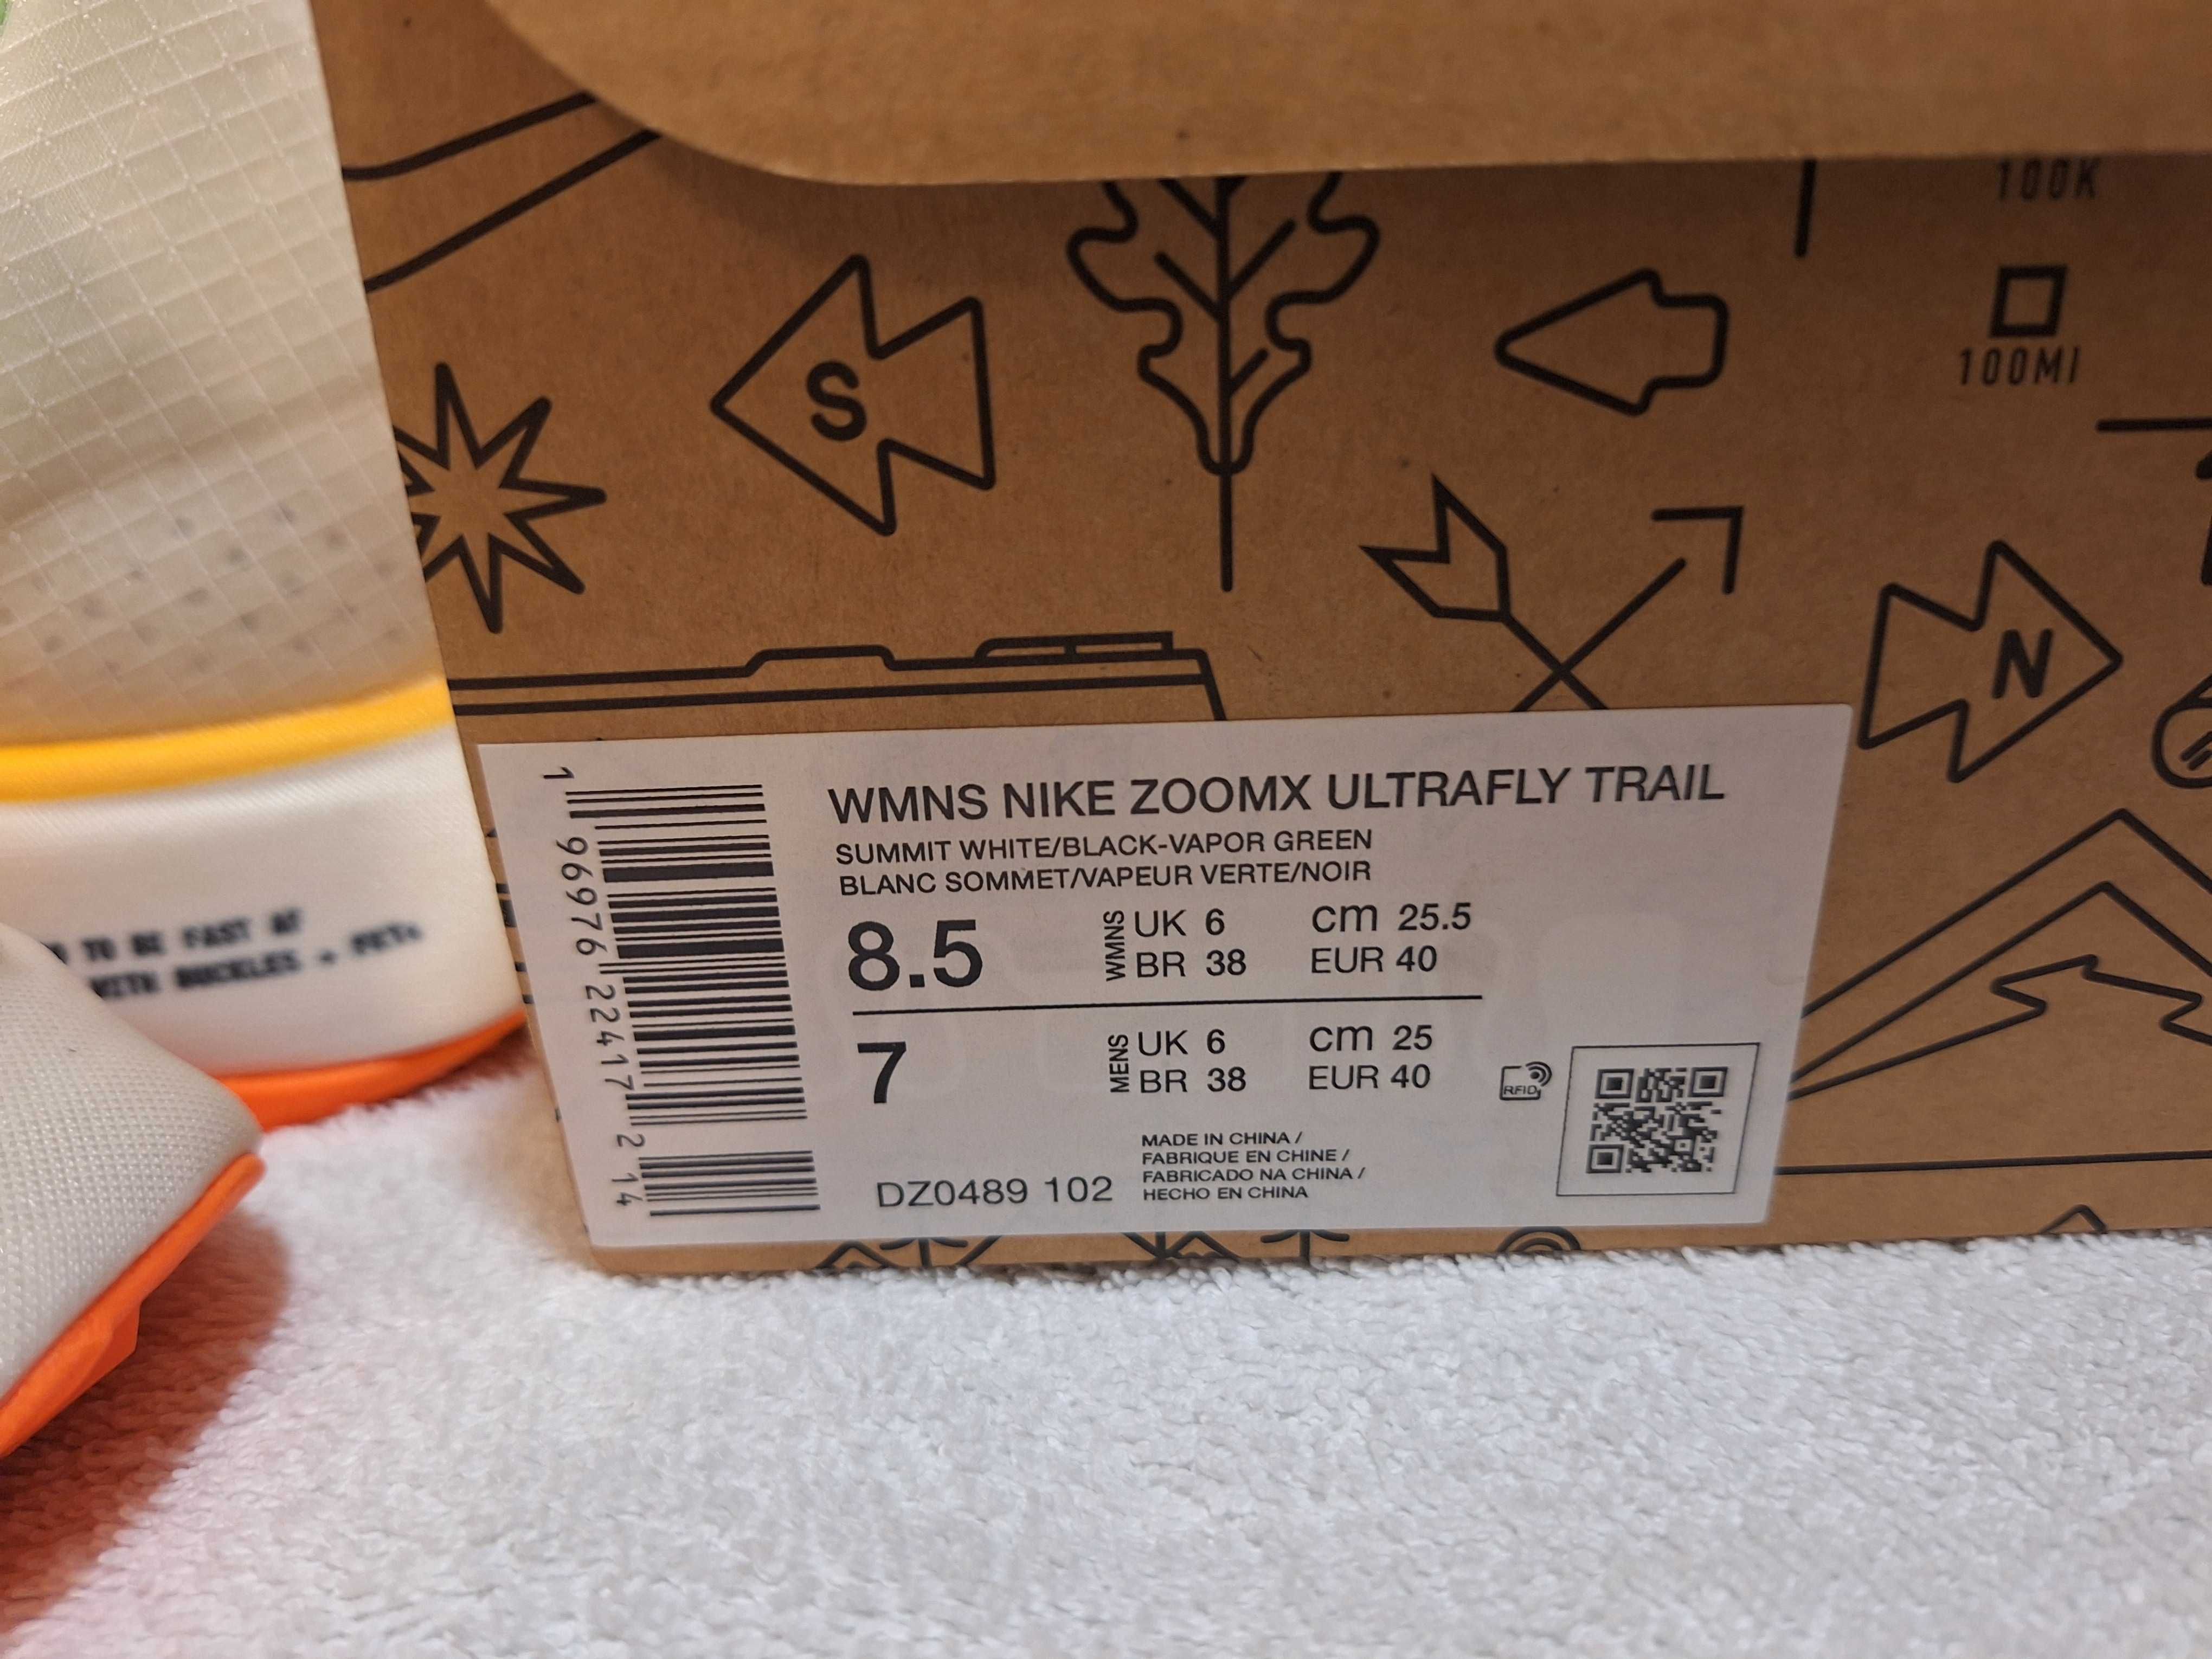 100K
100MI
S
N
TO BE FAST AT
WITH BUCKLES + PETS
WMNS NIKE ZOOMX ULTRAFLY TRAIL
SUMMIT WHITE/BLACK-VAPOR GREEN
BLANC SOMMET/VAPEUR VERTE/NOIR
8.5 WMNS UK 6 cm 25.5
BR 38 EUR 40
7 MENS UK 6 cm 25
BR 38 EUR 40
RFID
MADE IN CHINA /
FABRIQUE EN CHINE /
FABRICADO NA CHINA /
HECHO EN CHINA
DZ0489 102
1 96976 22417 2 14